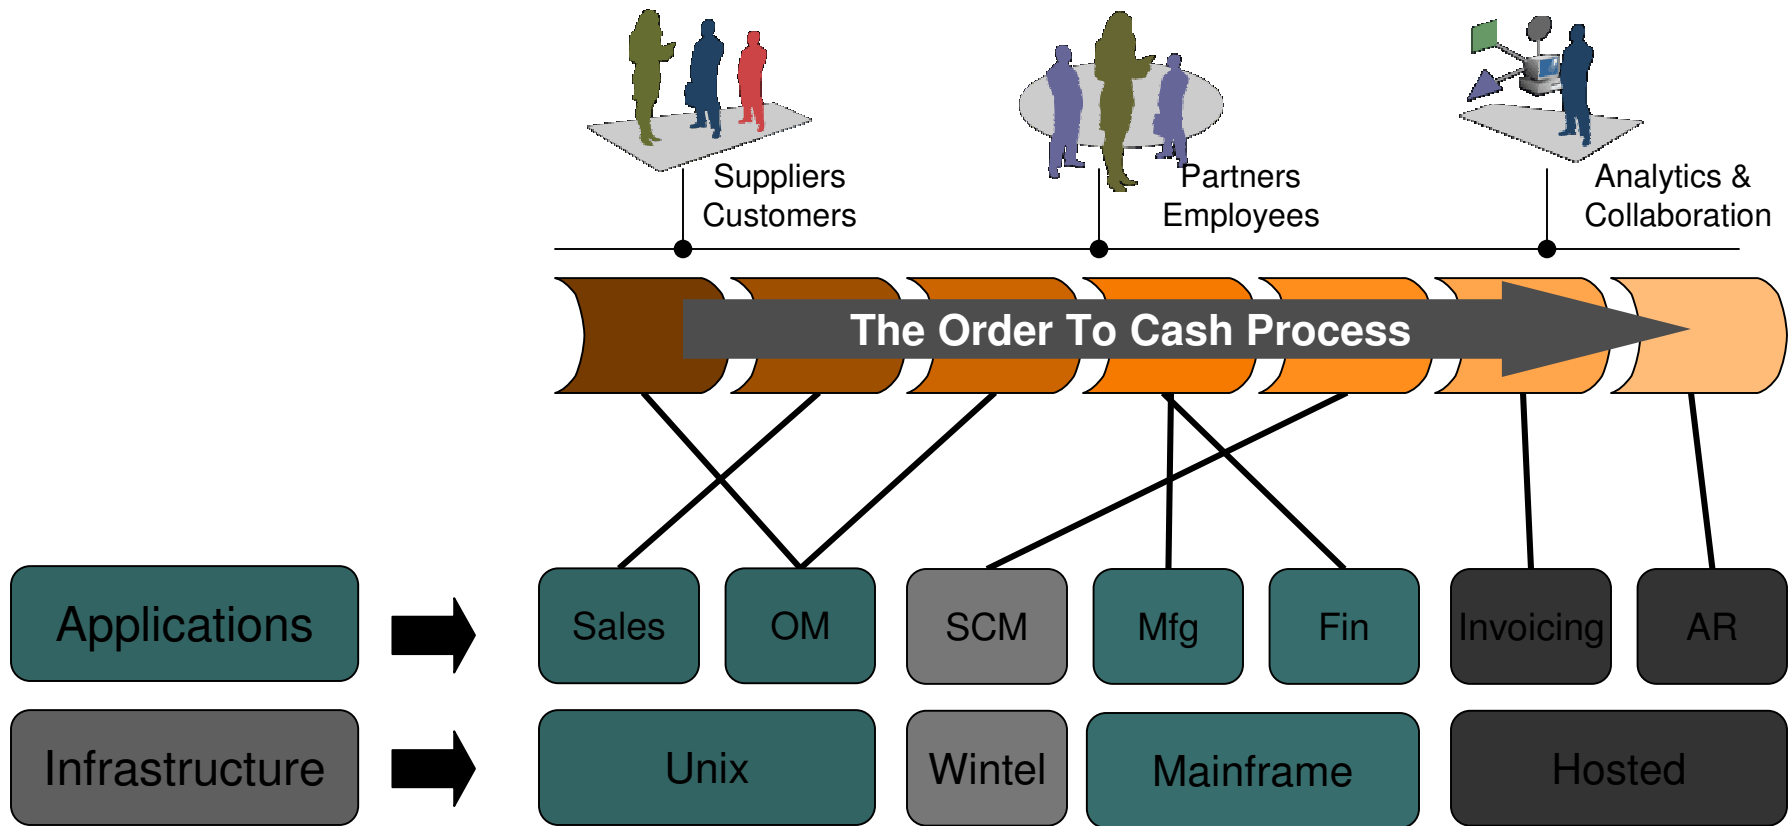 Suppliers
Customers
Partners
Employees
Analytics &
Collaboration
The Order To Cash Process
Applications
Sales
OM
SCM
Mfg
Fin
Invoicing
AR
Infrastructure
Unix
Wintel
Mainframe
Hosted